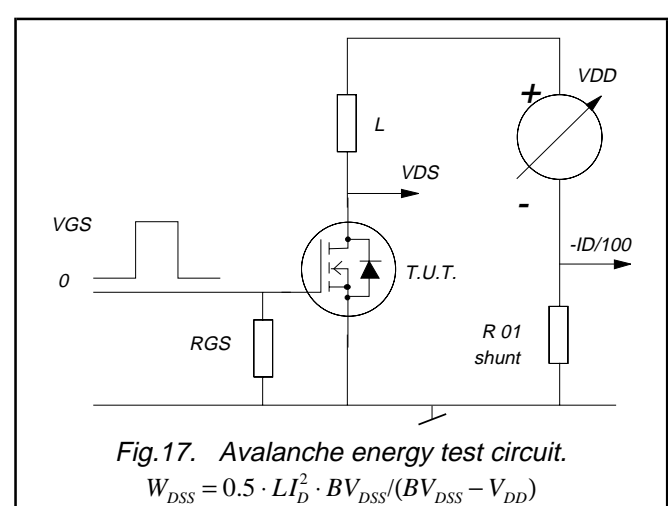 +
VDD
L
VDS
-
VGS
-ID/100
0
T.U.T.
RGS
R 01
shunt
Fig.17. Avalanche energy test circuit.
W_DSS = 0.5 · LI_D^2 · BV_DSS/(BV_DSS − V_DD)